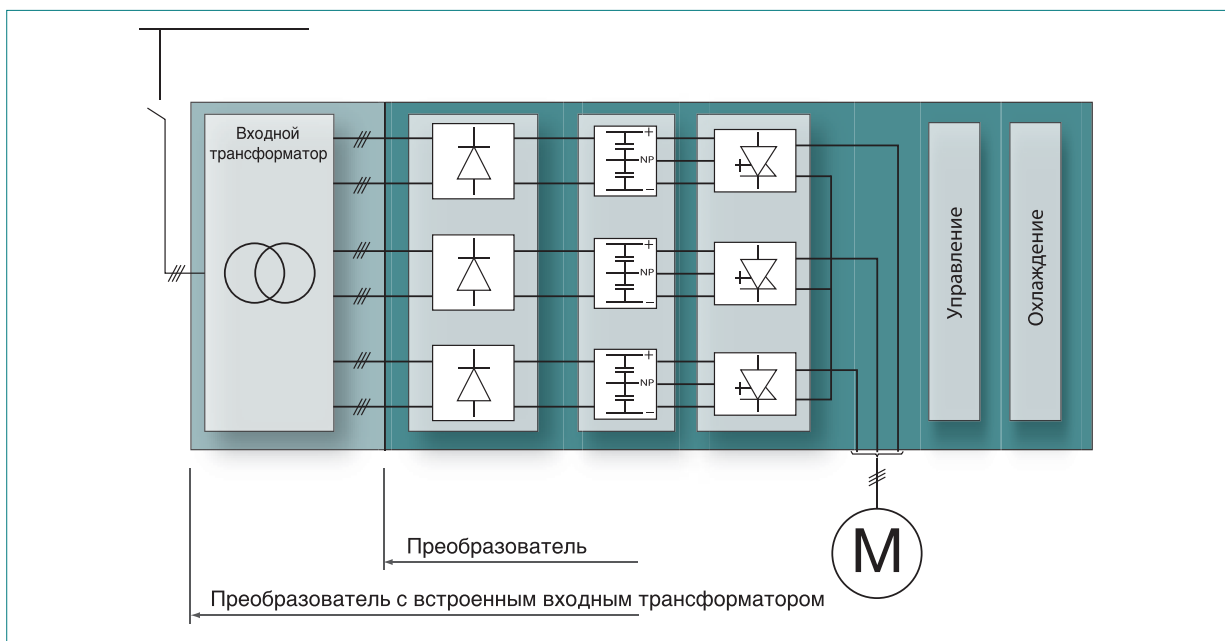 Входной
трансформатор
+
NP
–
+
NP
–
+
NP
–
Управление
Охлаждение
M
Преобразователь
Преобразователь с встроенным входным трансформатором